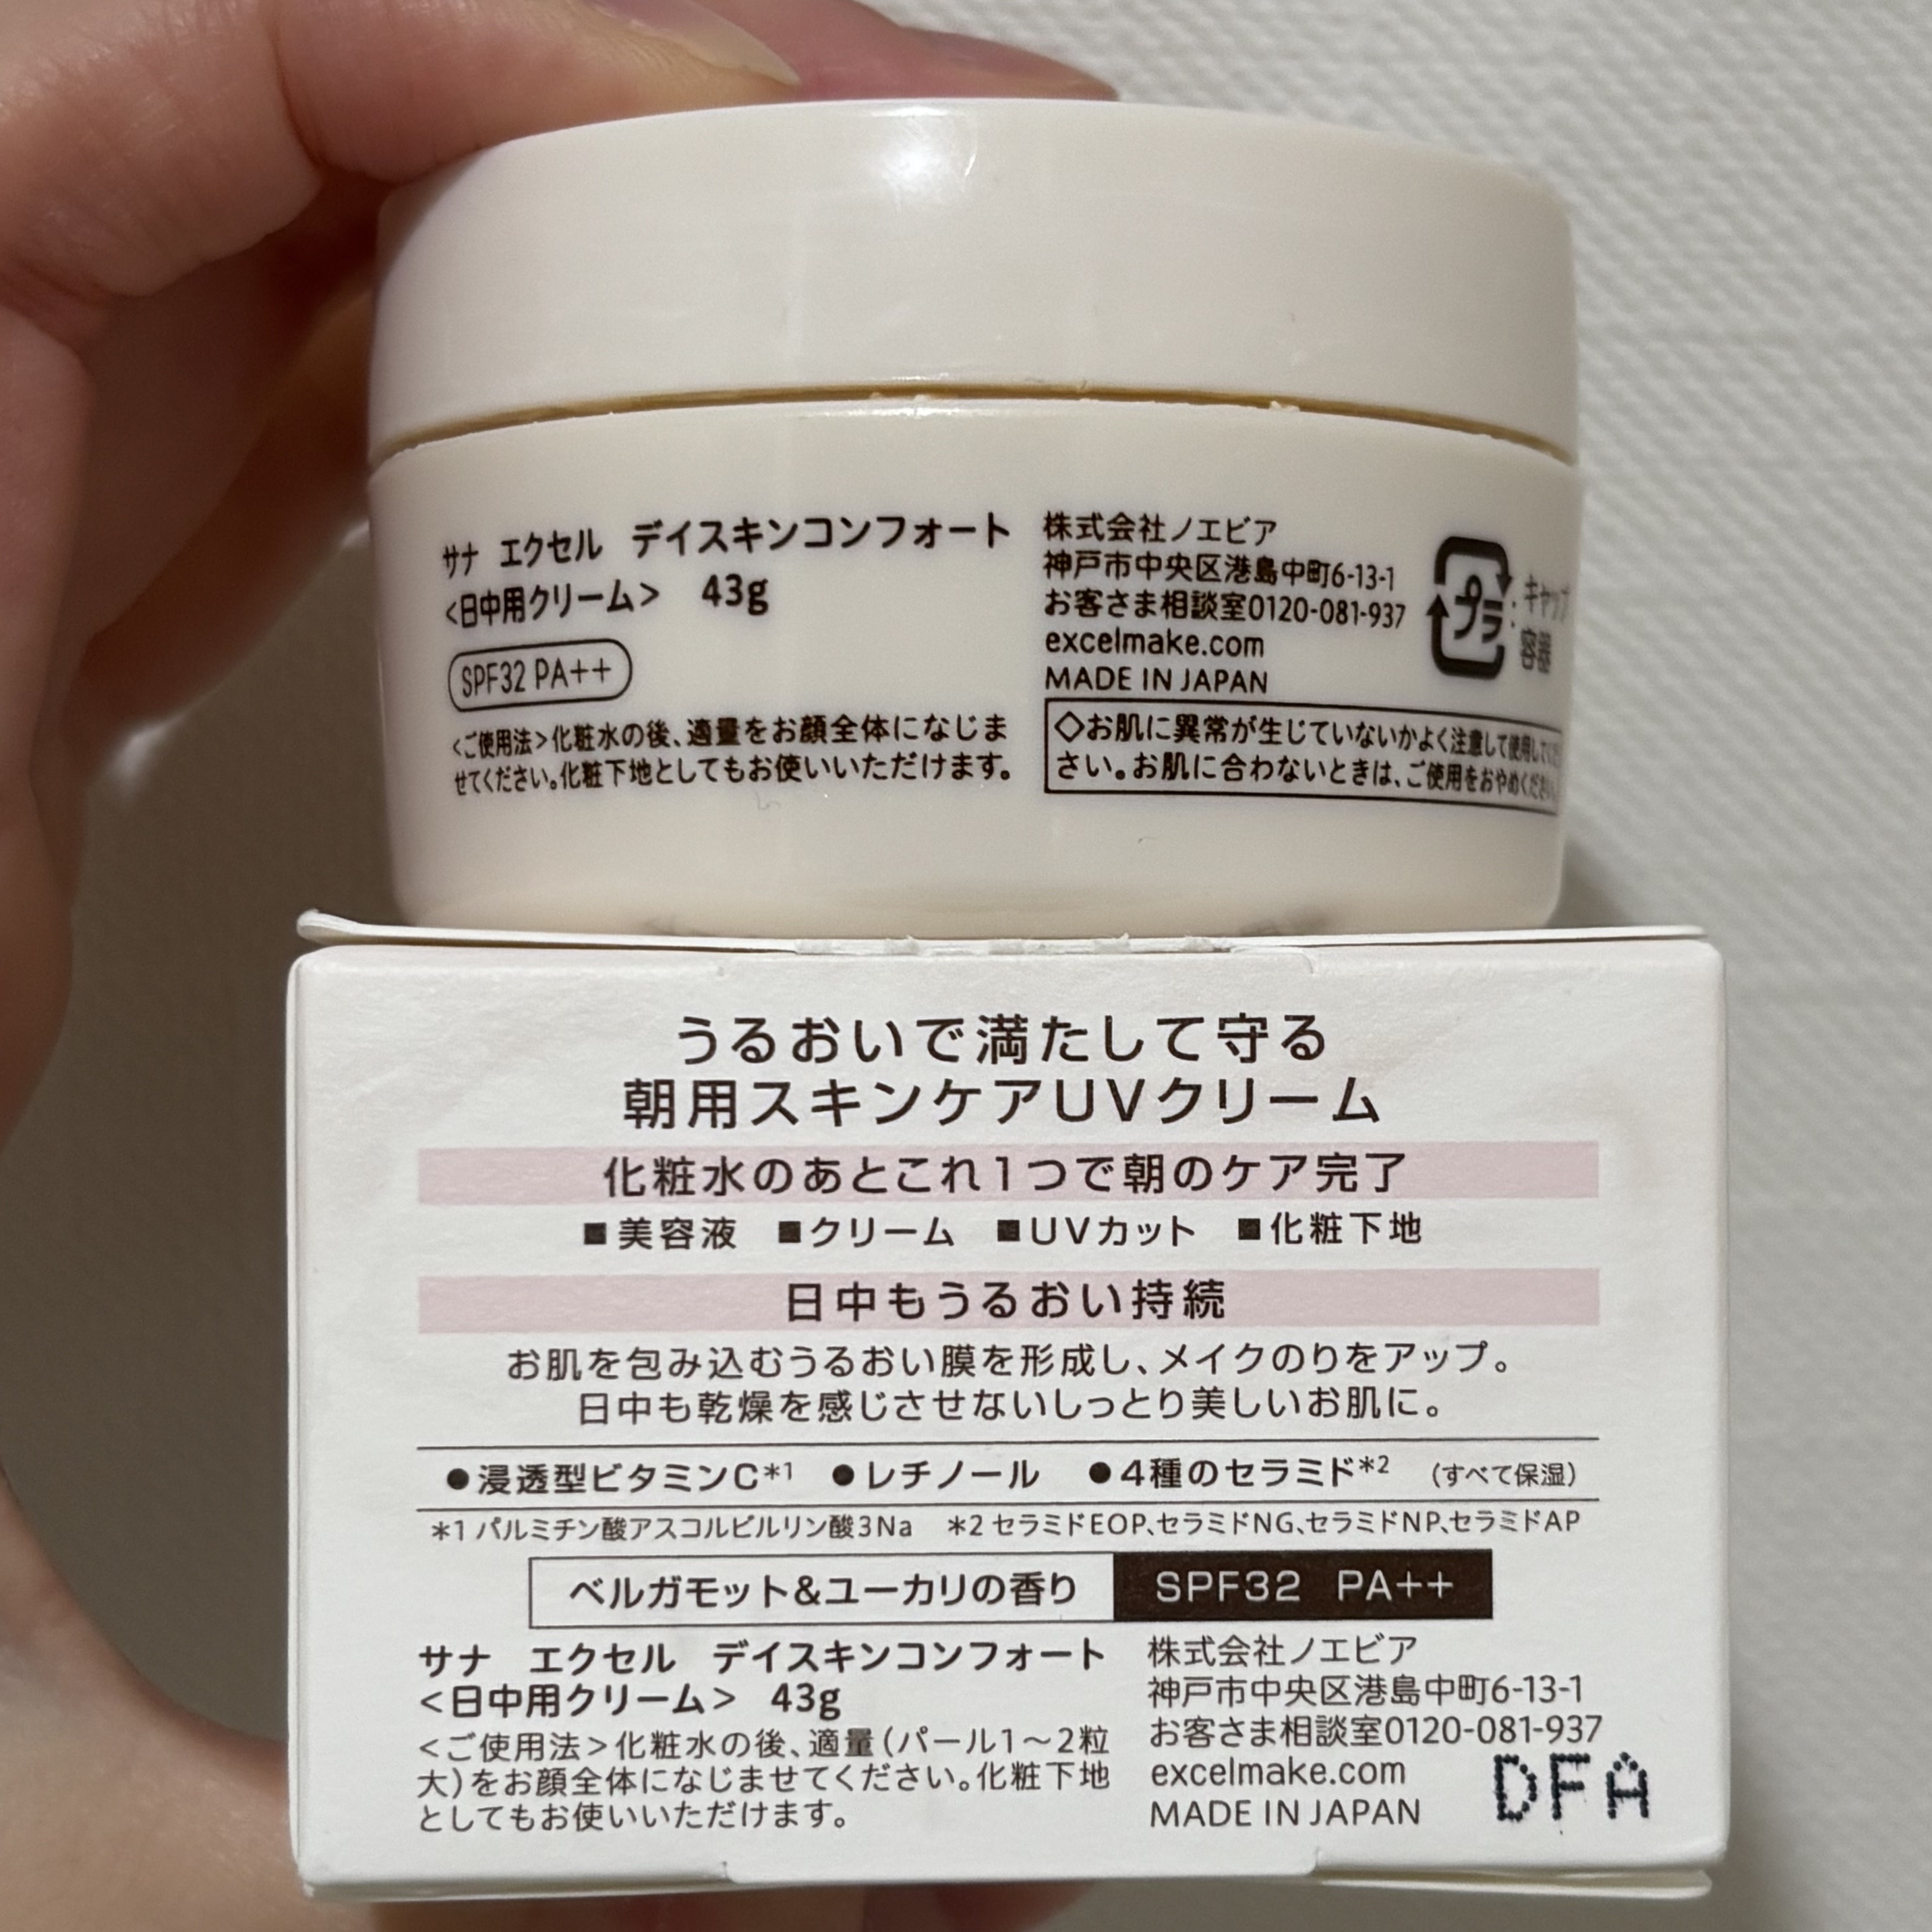 サナ エクセル デイスキンコンフォート
<日中用クリーム> 43g
SPF32 PA++
<ご使用法>化粧水の後、適量をお顔全体になじま
せてください。化粧下地としてもお使いいただけます。
株式会社ノエビア
神戸市中央区港島中町6-13-1
お客さま相談室0120-081-937
excelmake.com
MADE IN JAPAN
プラ : キャップ
容器
◇お肌に異常が生じていないかよく注意して使用してくだ
さい。お肌に合わないときは、ご使用をおやめください。
うるおいで満たして守る
朝用スキンケアUVクリーム
化粧水のあとこれ1つで朝のケア完了
■美容液 ■クリーム ■UVカット ■化粧下地
日中もうるおい持続
お肌を包み込むうるおい膜を形成し、メイクのりをアップ。
日中も乾燥を感じさせないしっとり美しいお肌に。
●浸透型ビタミンC*1 ●レチノール ●4種のセラミド*2 (すべて保湿)
*1 パルミチン酸アスコルビルリン酸3Na *2 セラミドEOP、セラミドNG、セラミドNP、セラミドAP
ベルガモット&ユーカリの香り SPF32 PA++
サナ エクセル デイスキンコンフォート
<日中用クリーム> 43g
<ご使用法>化粧水の後、適量(パール1〜2粒
大)をお顔全体になじませてください。化粧下地
としてもお使いいただけます。
株式会社ノエビア
神戸市中央区港島中町6-13-1
お客さま相談室0120-081-937
excelmake.com
MADE IN JAPAN
DFA